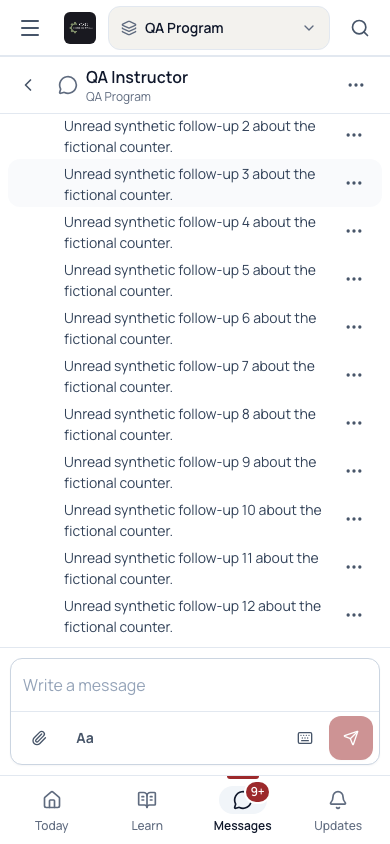 QA Program
QA Instructor
QA Program
Unread synthetic follow-up 2 about the
fictional counter.
Unread synthetic follow-up 3 about the
fictional counter.
Unread synthetic follow-up 4 about the
fictional counter.
Unread synthetic follow-up 5 about the
fictional counter.
Unread synthetic follow-up 6 about the
fictional counter.
Unread synthetic follow-up 7 about the
fictional counter.
Unread synthetic follow-up 8 about the
fictional counter.
Unread synthetic follow-up 9 about the
fictional counter.
Unread synthetic follow-up 10 about the
fictional counter.
Unread synthetic follow-up 11 about the
fictional counter.
Unread synthetic follow-up 12 about the
fictional counter.
Write a message
Aa
9+
Today Learn Messages Updates